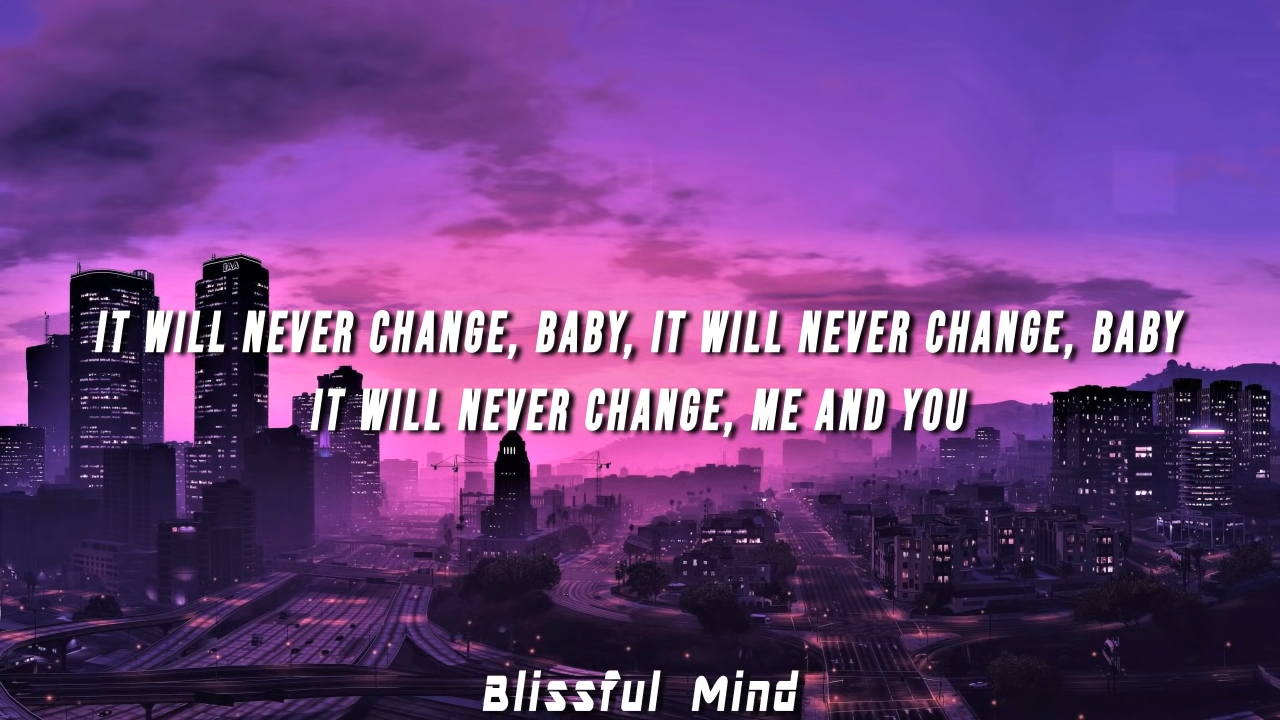 IAA
IT WILL NEVER CHANGE, BABY, IT WILL NEVER CHANGE, BABY
IT WILL NEVER CHANGE, ME AND YOU
Blissful Mind